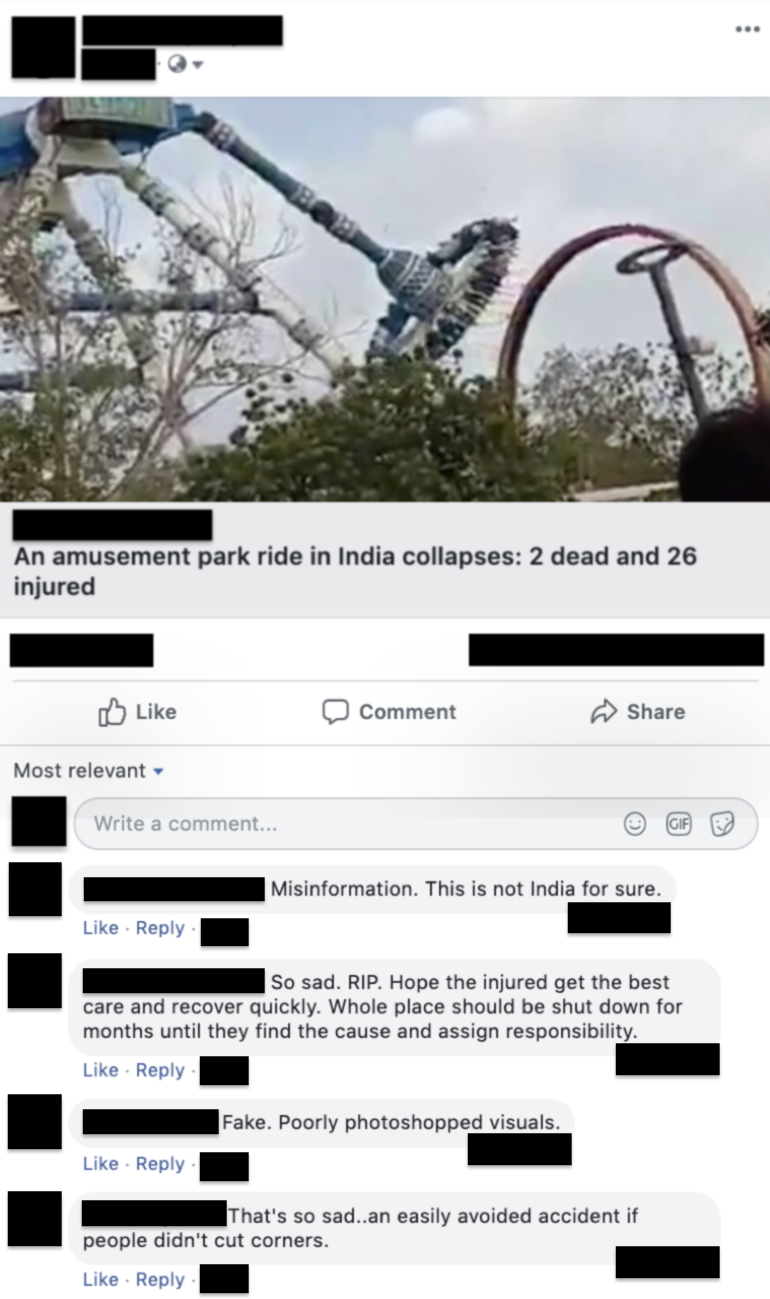 An amusement park ride in India collapses: 2 dead and 26
injured
Like
Comment
Share
Most relevant
Write a comment...
GIF
Misinformation. This is not India for sure.
Like · Reply ·
So sad. RIP. Hope the injured get the best
care and recover quickly. Whole place should be shut down for
months until they find the cause and assign responsibility.
Like · Reply ·
Fake. Poorly photoshopped visuals.
Like · Reply ·
That's so sad..an easily avoided accident if
people didn't cut corners.
Like · Reply ·